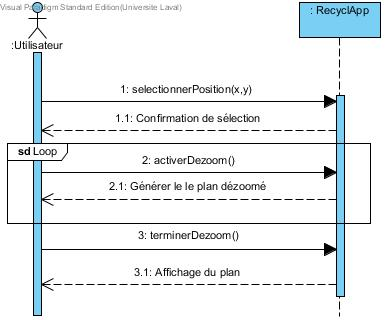 Visual Paradigm Standard Edition(Universite Laval)
: RecyclApp
:Utilisateur
1: selectionnerPosition(x,y)
1.1: Confirmation de sélection
sd Loop
2: activerDezoom()
2.1: Générer le le plan dézoomé
3: terminerDezoom()
3.1: Affichage du plan